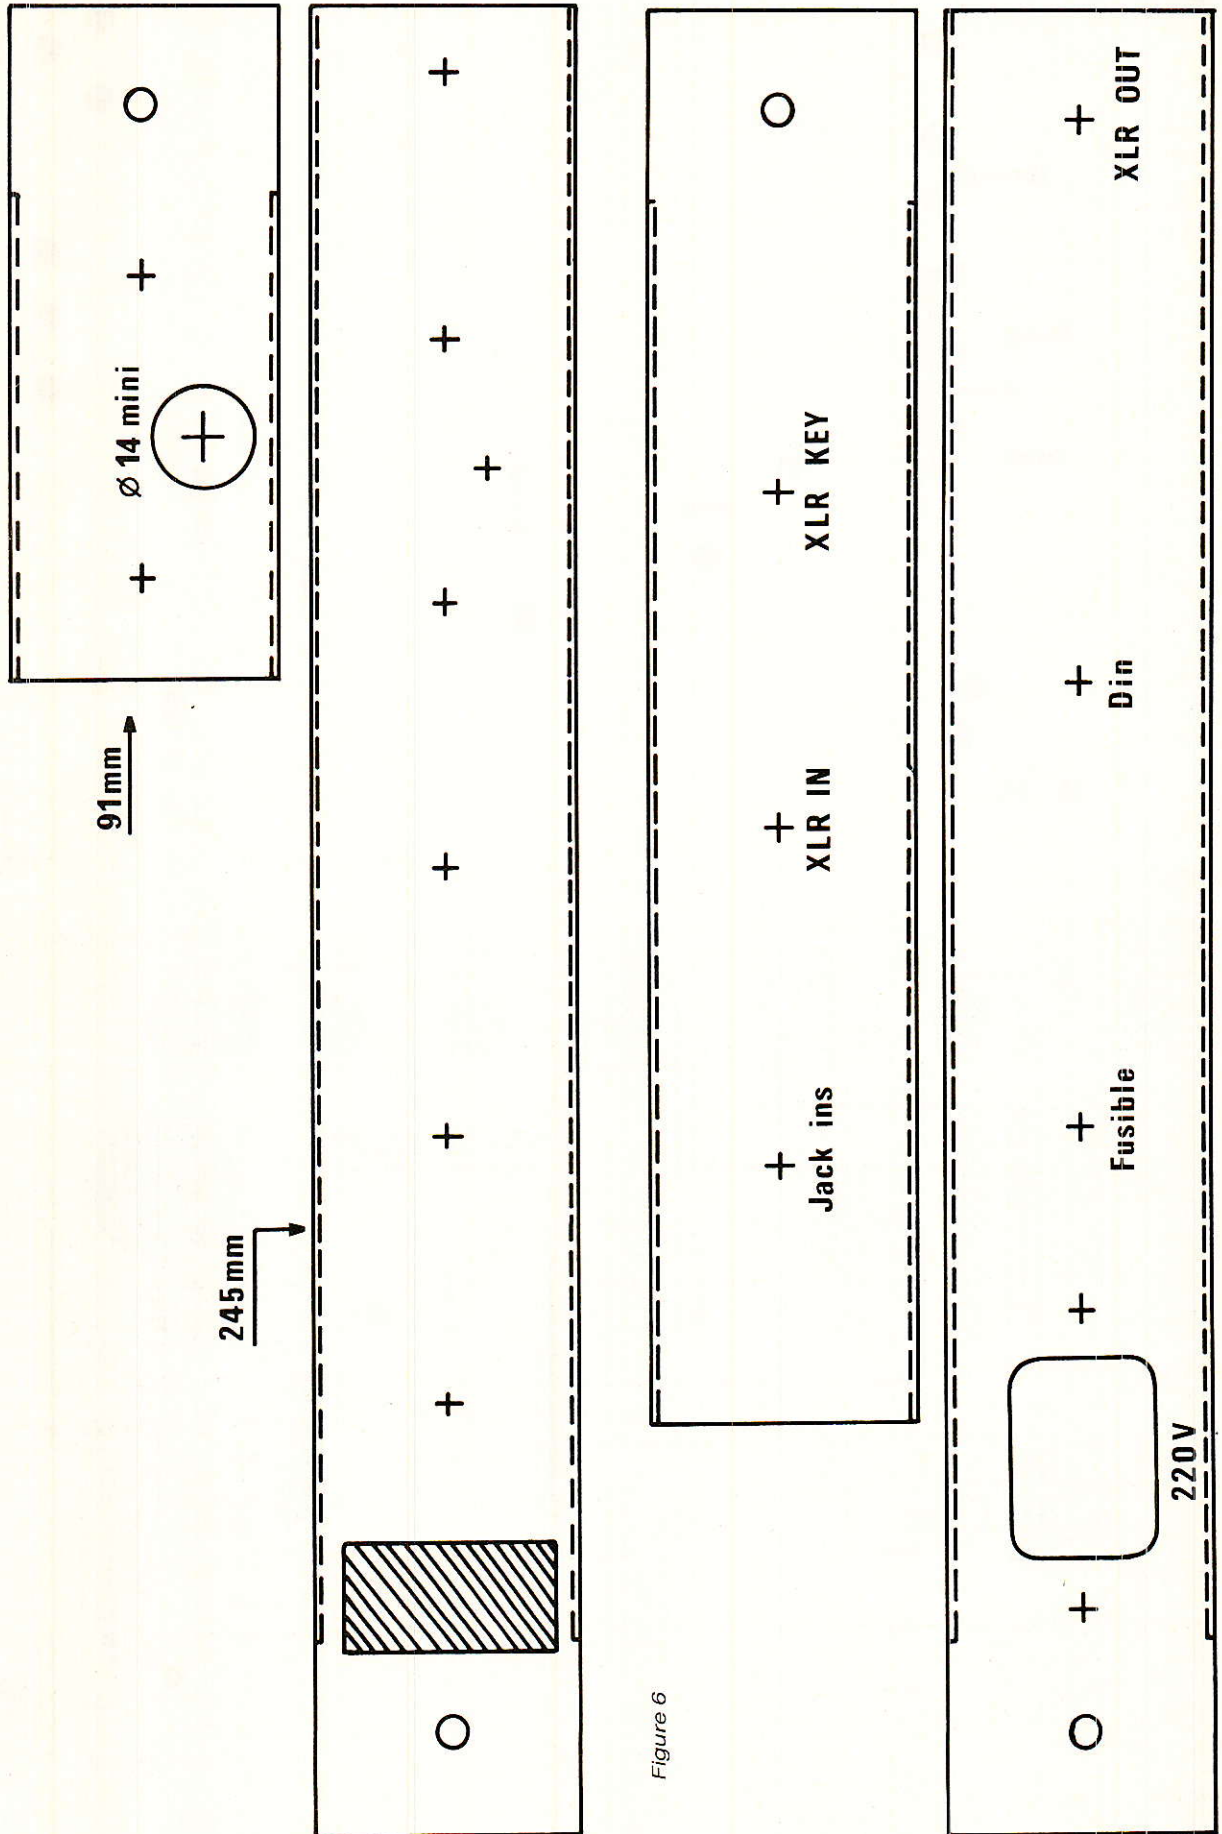 91mm
Ø 14 mini
245mm
Figure 6
Jack ins
XLR IN
XLR KEY
220V
Fusible
Din
XLR OUT